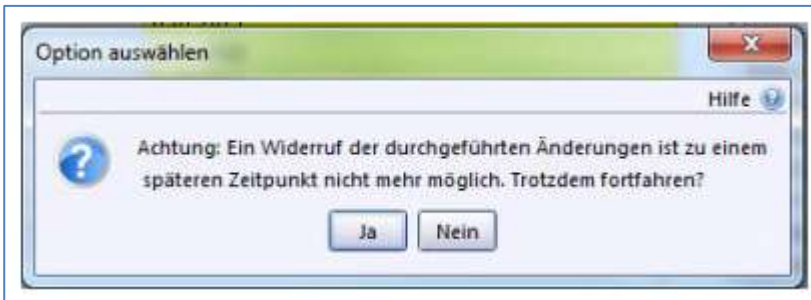 Option auswählen
Hilfe
Achtung: Ein Widerruf der durchgeführten Änderungen ist zu einem
späteren Zeitpunkt nicht mehr möglich. Trotzdem fortfahren?
Ja Nein